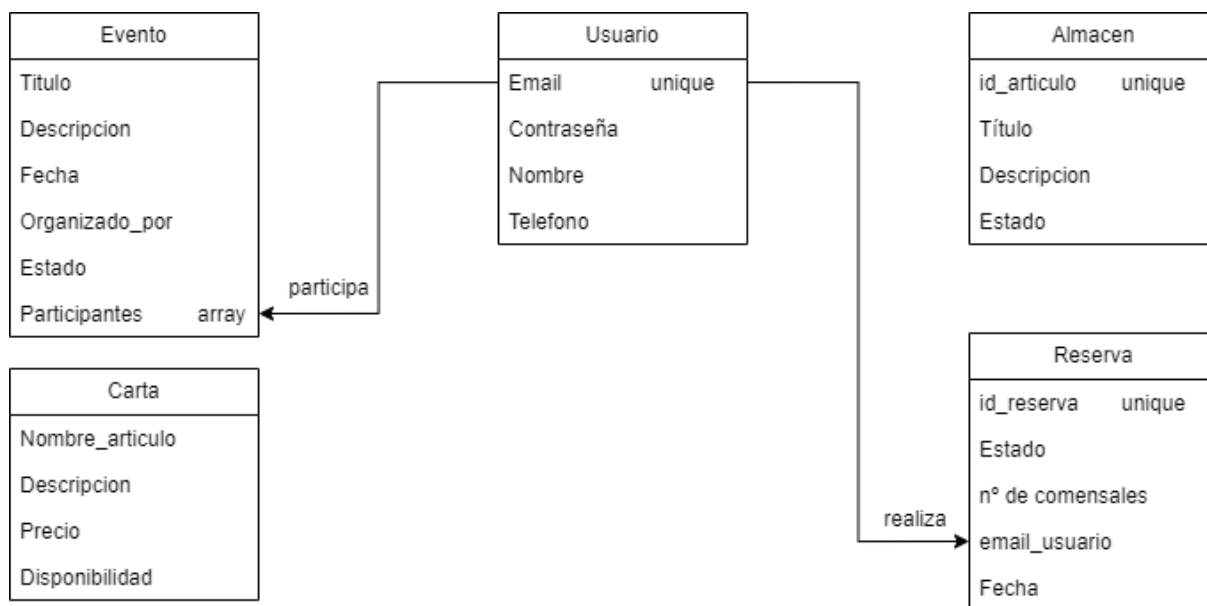 Evento
Titulo
Descripcion
Fecha
Organizado_por
Estado
Participantes array
participa
Usuario
Email unique
Contraseña
Nombre
Telefono
Almacen
id_articulo unique
Título
Descripcion
Estado
Carta
Nombre_articulo
Descripcion
Precio
Disponibilidad
realiza
Reserva
id_reserva unique
Estado
nº de comensales
email_usuario
Fecha